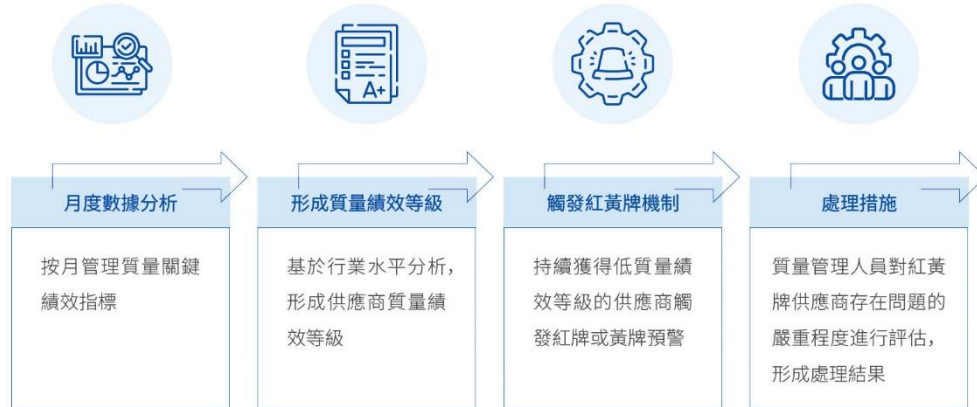 A+
月度數據分析
按月管理質量關鍵
績效指標
形成質量績效等級
基於行業水平分析，
形成供應商質量績
效等級
觸發紅黃牌機制
持續獲得低質量績
效等級的供應商觸
發紅牌或黃牌預警
處理措施
質量管理人員對紅黃
牌供應商存在問題的
嚴重程度進行評估，
形成處理結果